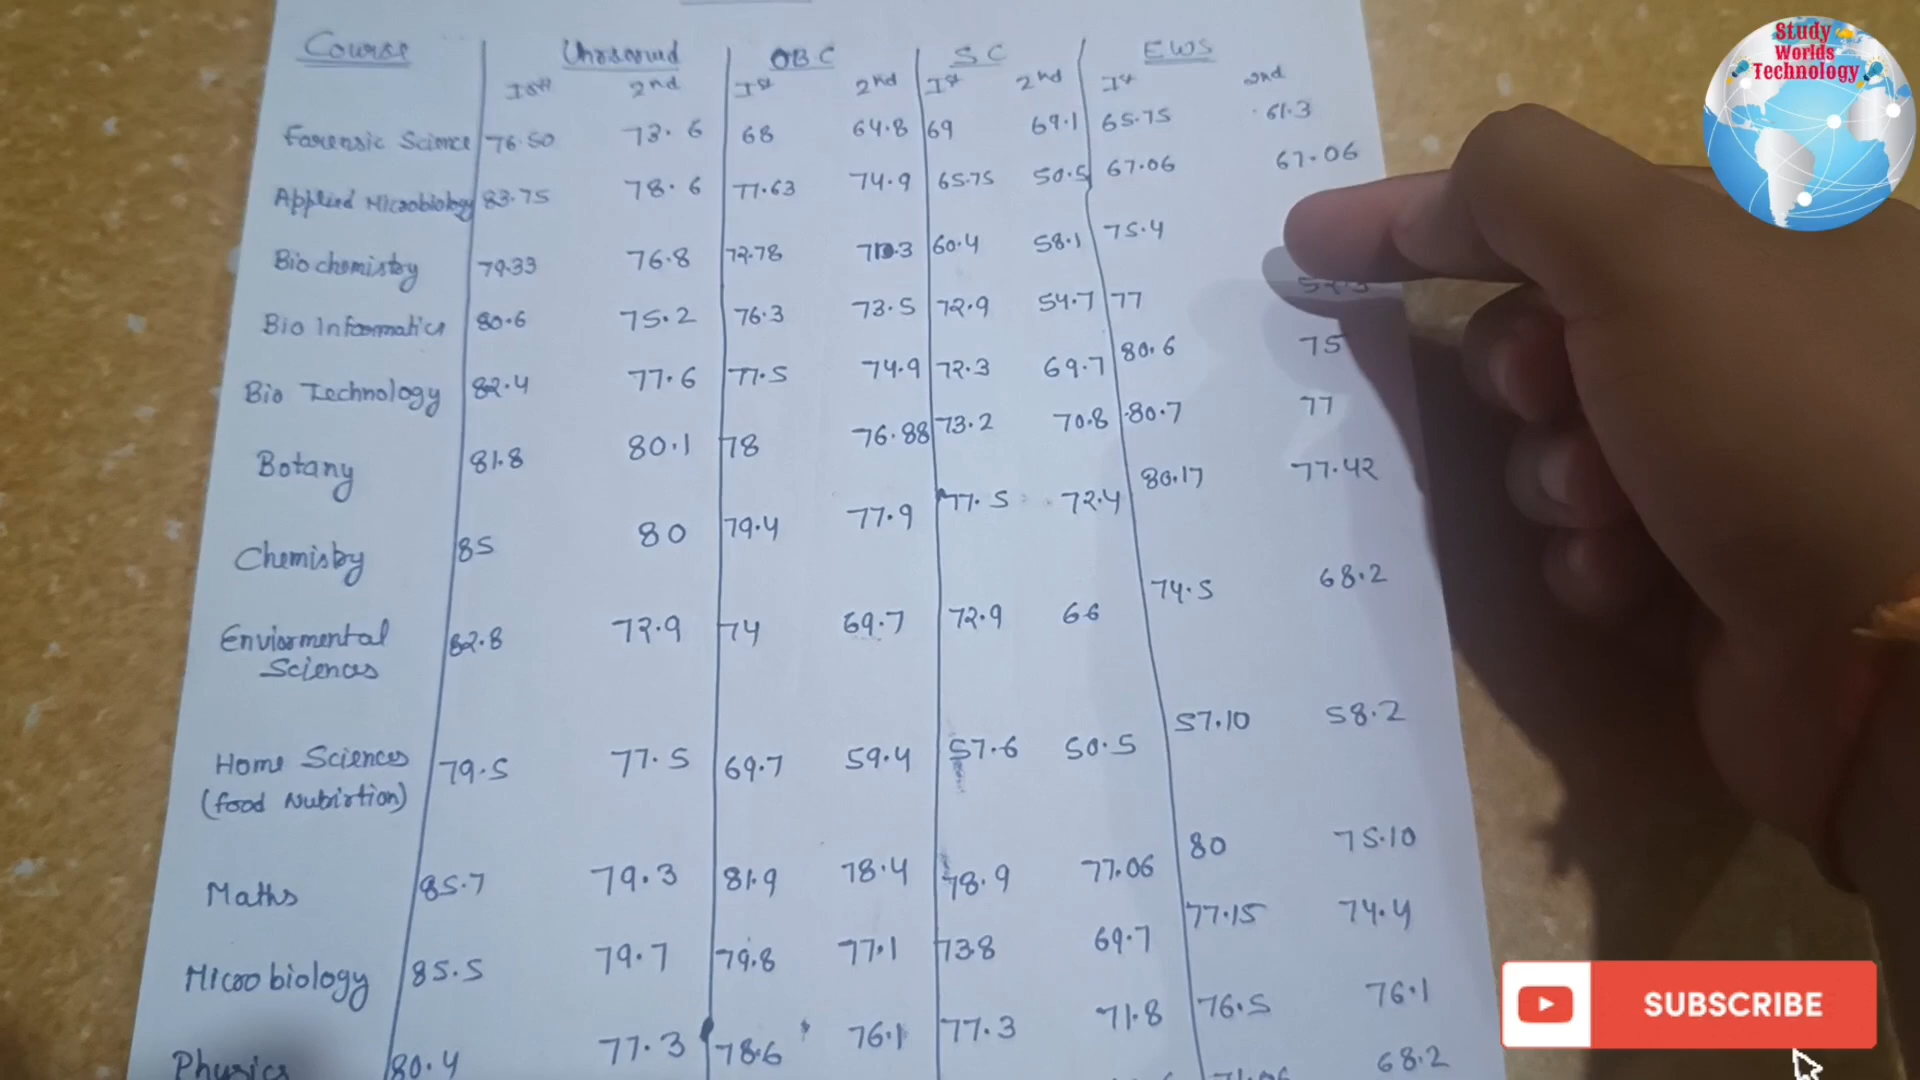 Course Unresarvd OBC SC EWS
Ist 2nd Ist 2nd Ist 2nd Ist 2nd
Farensic Science 76.50 73.6 68 64.8 69 69.1 65.75 61.3
Applied Microbiology 83.75 78.6 77.63 74.9 65.75 50.5 67.06 67.06
Bio chemistry 79.33 76.8 72.78 60.4 58.1 75.4
Bio Informatics 80.6 75.2 76.3 73.5 72.9 54.7 77
Bio Technology 82.4 77.6 77.5 74.9 72.3 69.7 80.6 75
Botany 81.8 80.1 78 76.88 73.2 70.8 80.7 77
Chemistry 85 80 79.4 77.9 77.5 72.4 80.17 77.42
Enviormental 82.8 72.9 74 69.7 72.9 66 74.5 68.2
Sciences
Home Sciences 79.5 77.5 69.7 59.4 57.6 50.5 57.10 58.2
(food Nutrition)
Maths 85.7 79.3 81.9 78.4 78.9 77.06 80 75.10
Microbiology 85.5 79.7 79.8 77.1 73.8 69.7 77.15 74.4
Physics 80.4 77.3 78.6 76.1 77.3 71.8 76.5 76.1
68.2
Study
Worlds
Technology
SUBSCRIBE